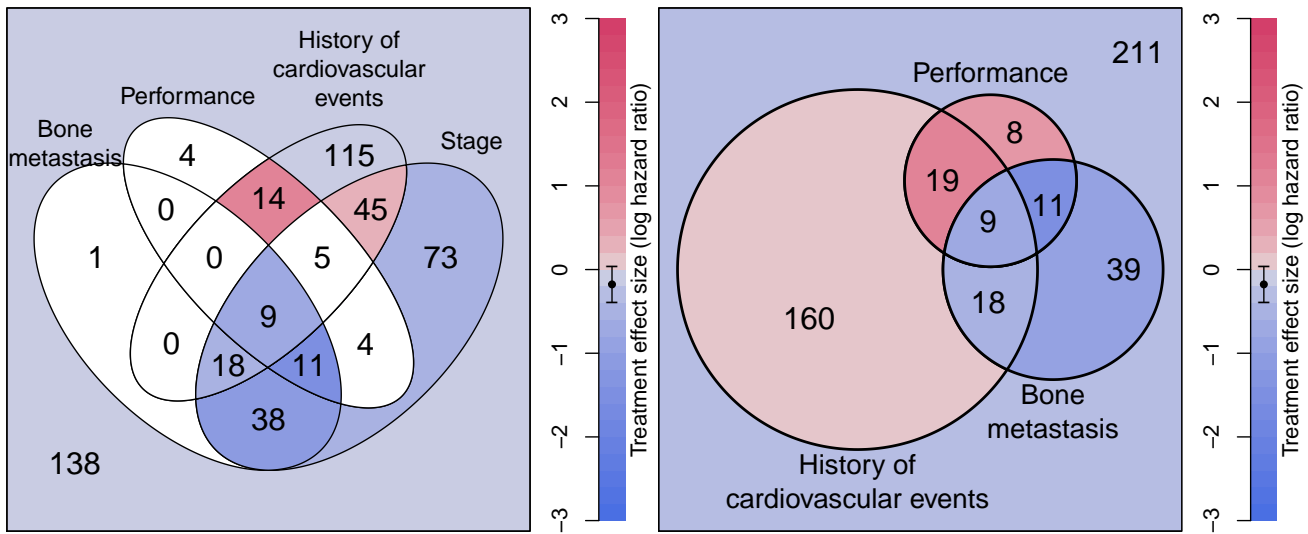 History of
cardiovascular
events
Performance
Bone
metastasis
Stage
4
115
0
14
45
1
0
5
73
9
0
18
11
4
38
138
3
2
1
0
−1
−2
−3
Treatment effect size (log hazard ratio)
211
Performance
8
19
11
9
39
18
160
Bone
metastasis
History of
cardiovascular events
3
2
1
0
−1
−2
−3
Treatment effect size (log hazard ratio)